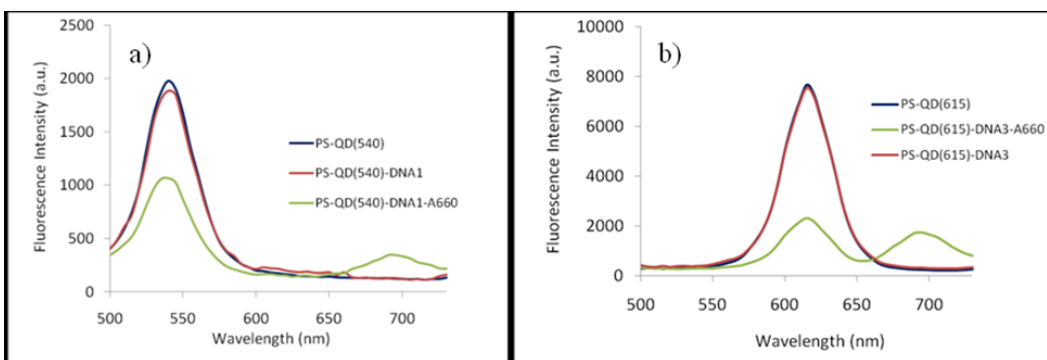 a)
Fluorescence Intensity (a.u.)
2500
2000
1500
1000
500
0
500 550 600 650 700
Wavelength (nm)
PS-QD(540)
PS-QD(540)-DNA1
PS-QD(540)-DNA1-A660
b)
Fluorescence Intensity (a.u.)
10000
8000
6000
4000
2000
0
500 550 600 650 700
Wavelength (nm)
PS-QD(615)
PS-QD(615)-DNA3-A660
PS-QD(615)-DNA3